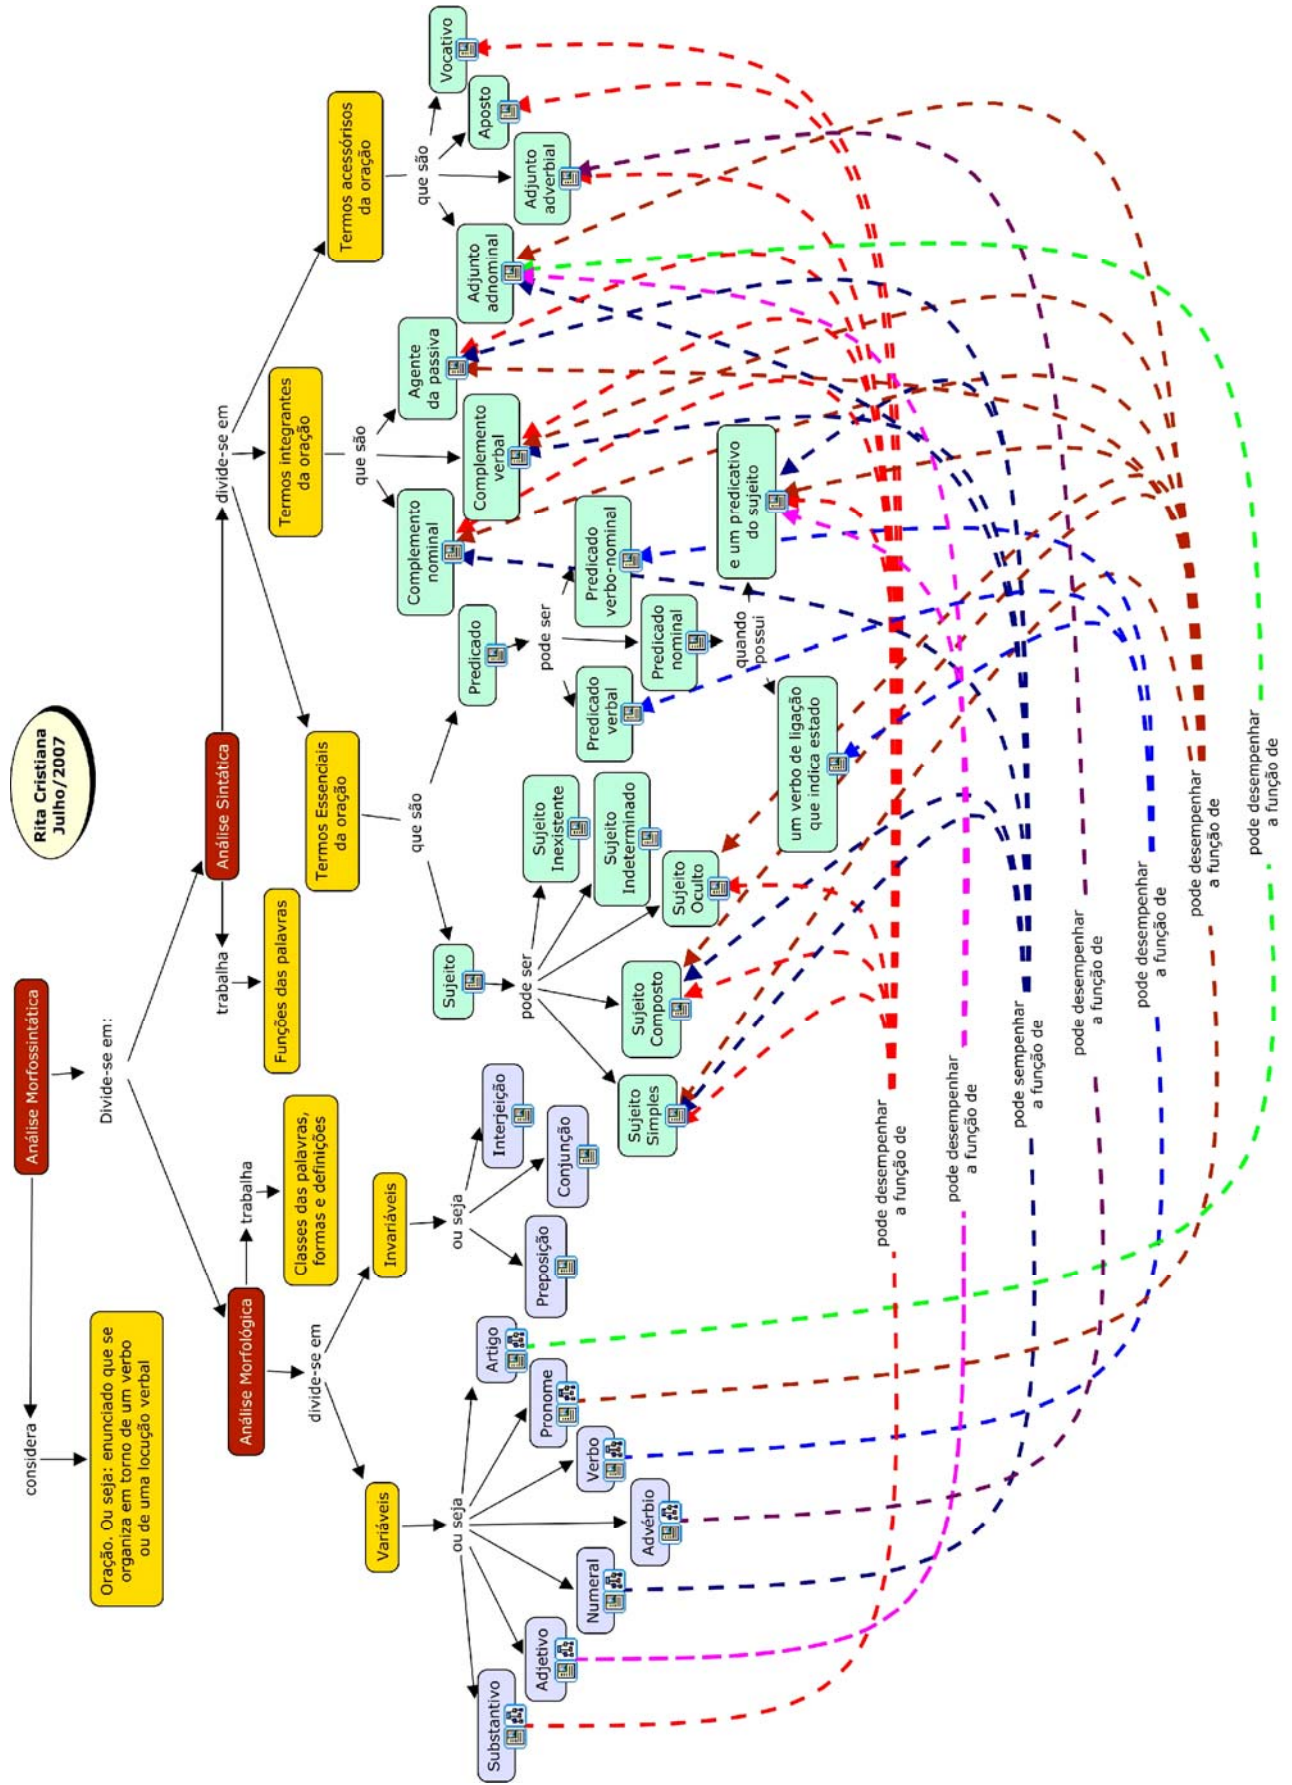 Rita Cristiana
Julho/2007
Análise Morfossintática
considera
Divide-se em:
Oração. Ou seja: enunciado que se
organiza em torno de um verbo
ou de uma locução verbal
Análise Morfológica
trabalha
Classes das palavras,
formas e definições
divide-se em
Variáveis
Invariáveis
ou seja
ou seja
Substantivo
Adjetivo
Numeral
Advérbio
Verbo
Pronome
Artigo
Preposição
Conjunção
Interjeição
Análise Sintática
trabalha
Funções das palavras
divide-se em
Termos Essenciais
da oração
Termos integrantes
da oração
Termos acessórisos
da oração
que são
que são
que são
Sujeito
Predicado
pode ser
Sujeito
Simples
Sujeito
Composto
Sujeito
Oculto
Sujeito
Indeterminado
Sujeito
Inexistente
pode ser
Predicado
verbal
Predicado
nominal
Predicado
verbo-nominal
quando
possui
um verbo de ligação
que indica estado
e um predicativo
do sujeito
Complemento
nominal
Complemento
verbal
Agente
da passiva
Adjunto
adnominal
Adjunto
adverbial
Aposto
Vocativo
pode desempenhar
a função de
pode desempenhar
a função de
pode sempenhar
a função de
pode desempenhar
a função de
pode desempenhar
a função de
pode desempenhar
a função de
pode desempenhar
a função de